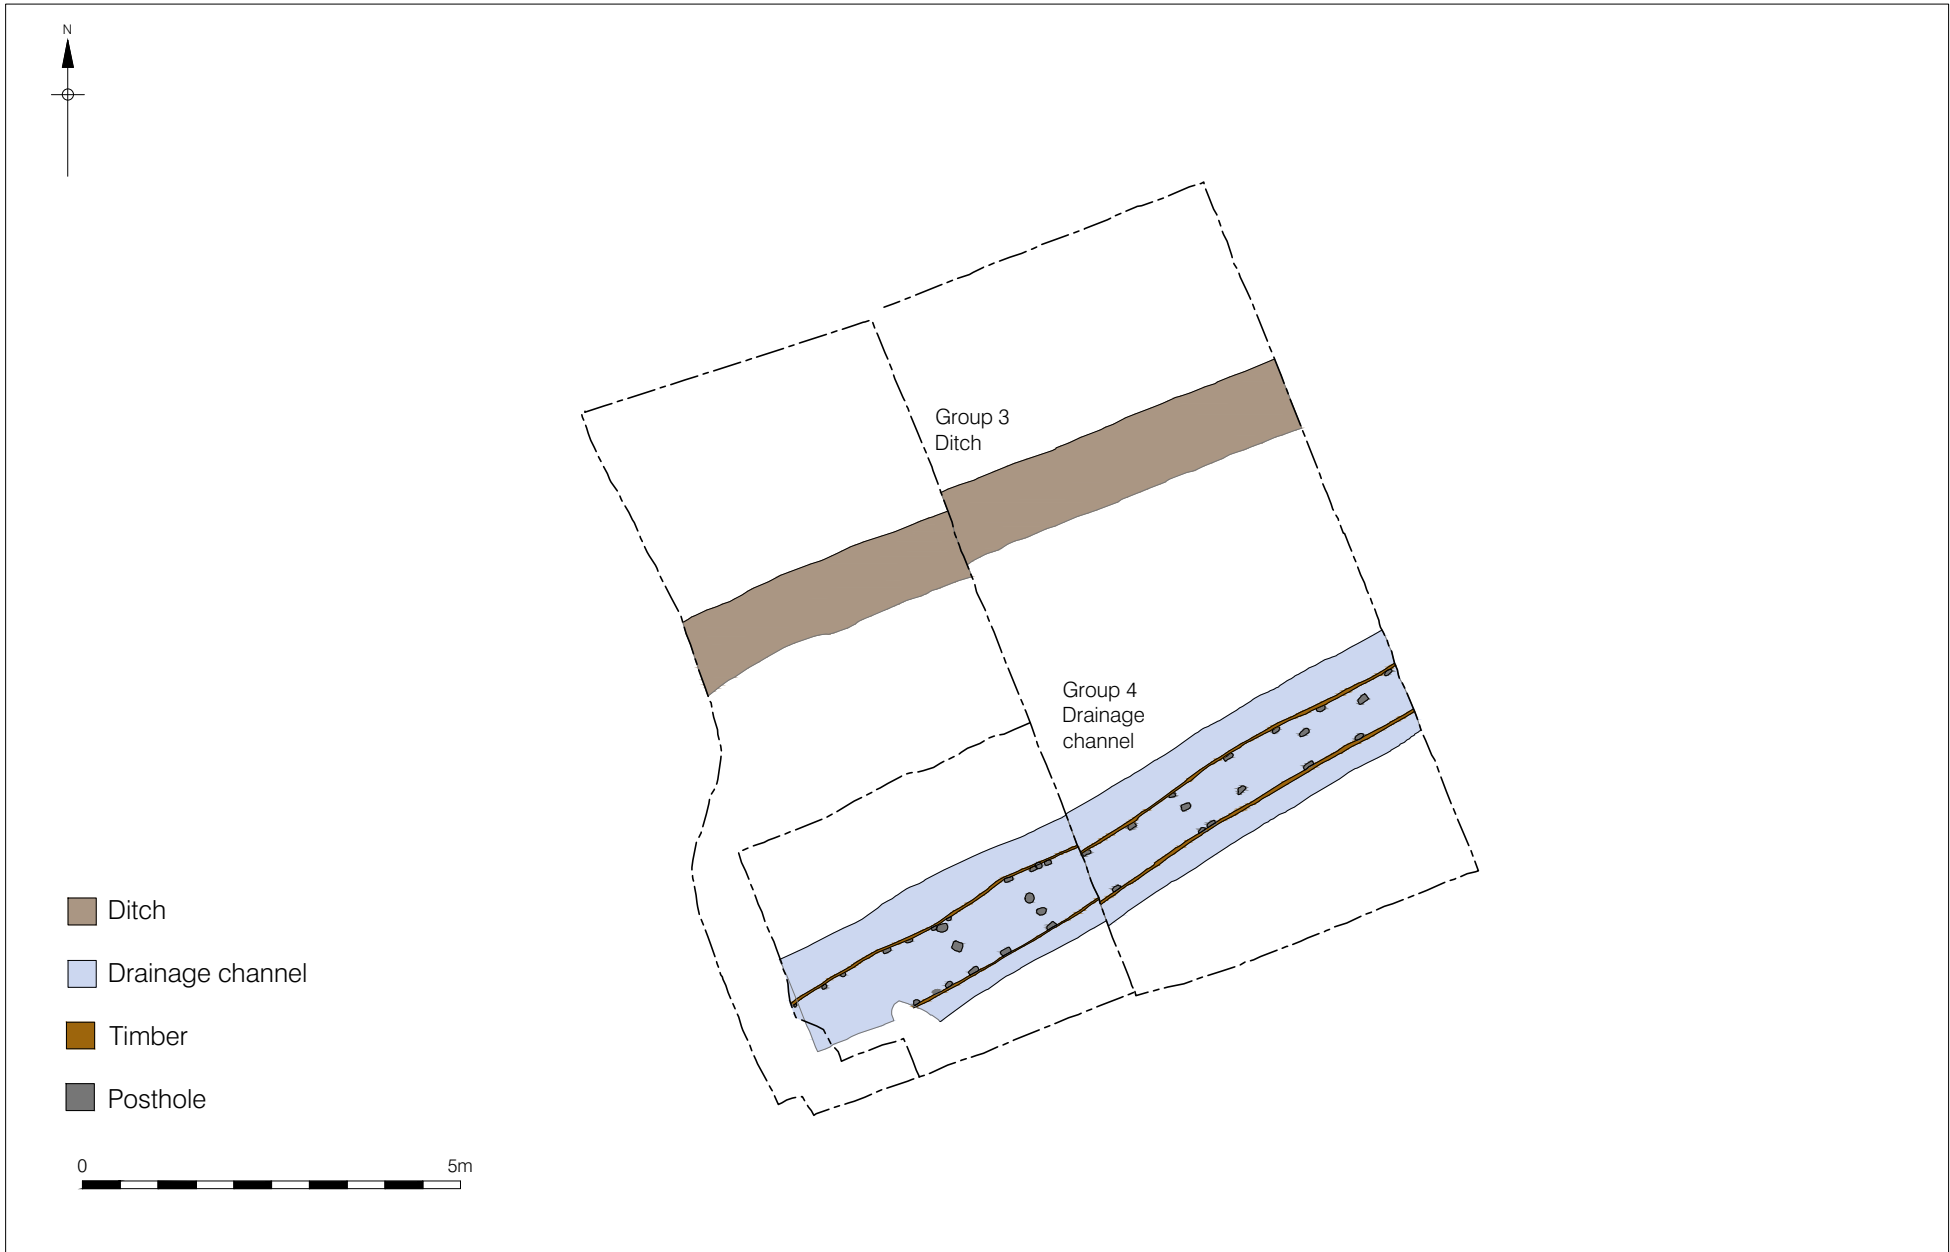 N
Group 3
Ditch
Group 4
Drainage
channel
Ditch
Drainage channel
Timber
Posthole
0 5m